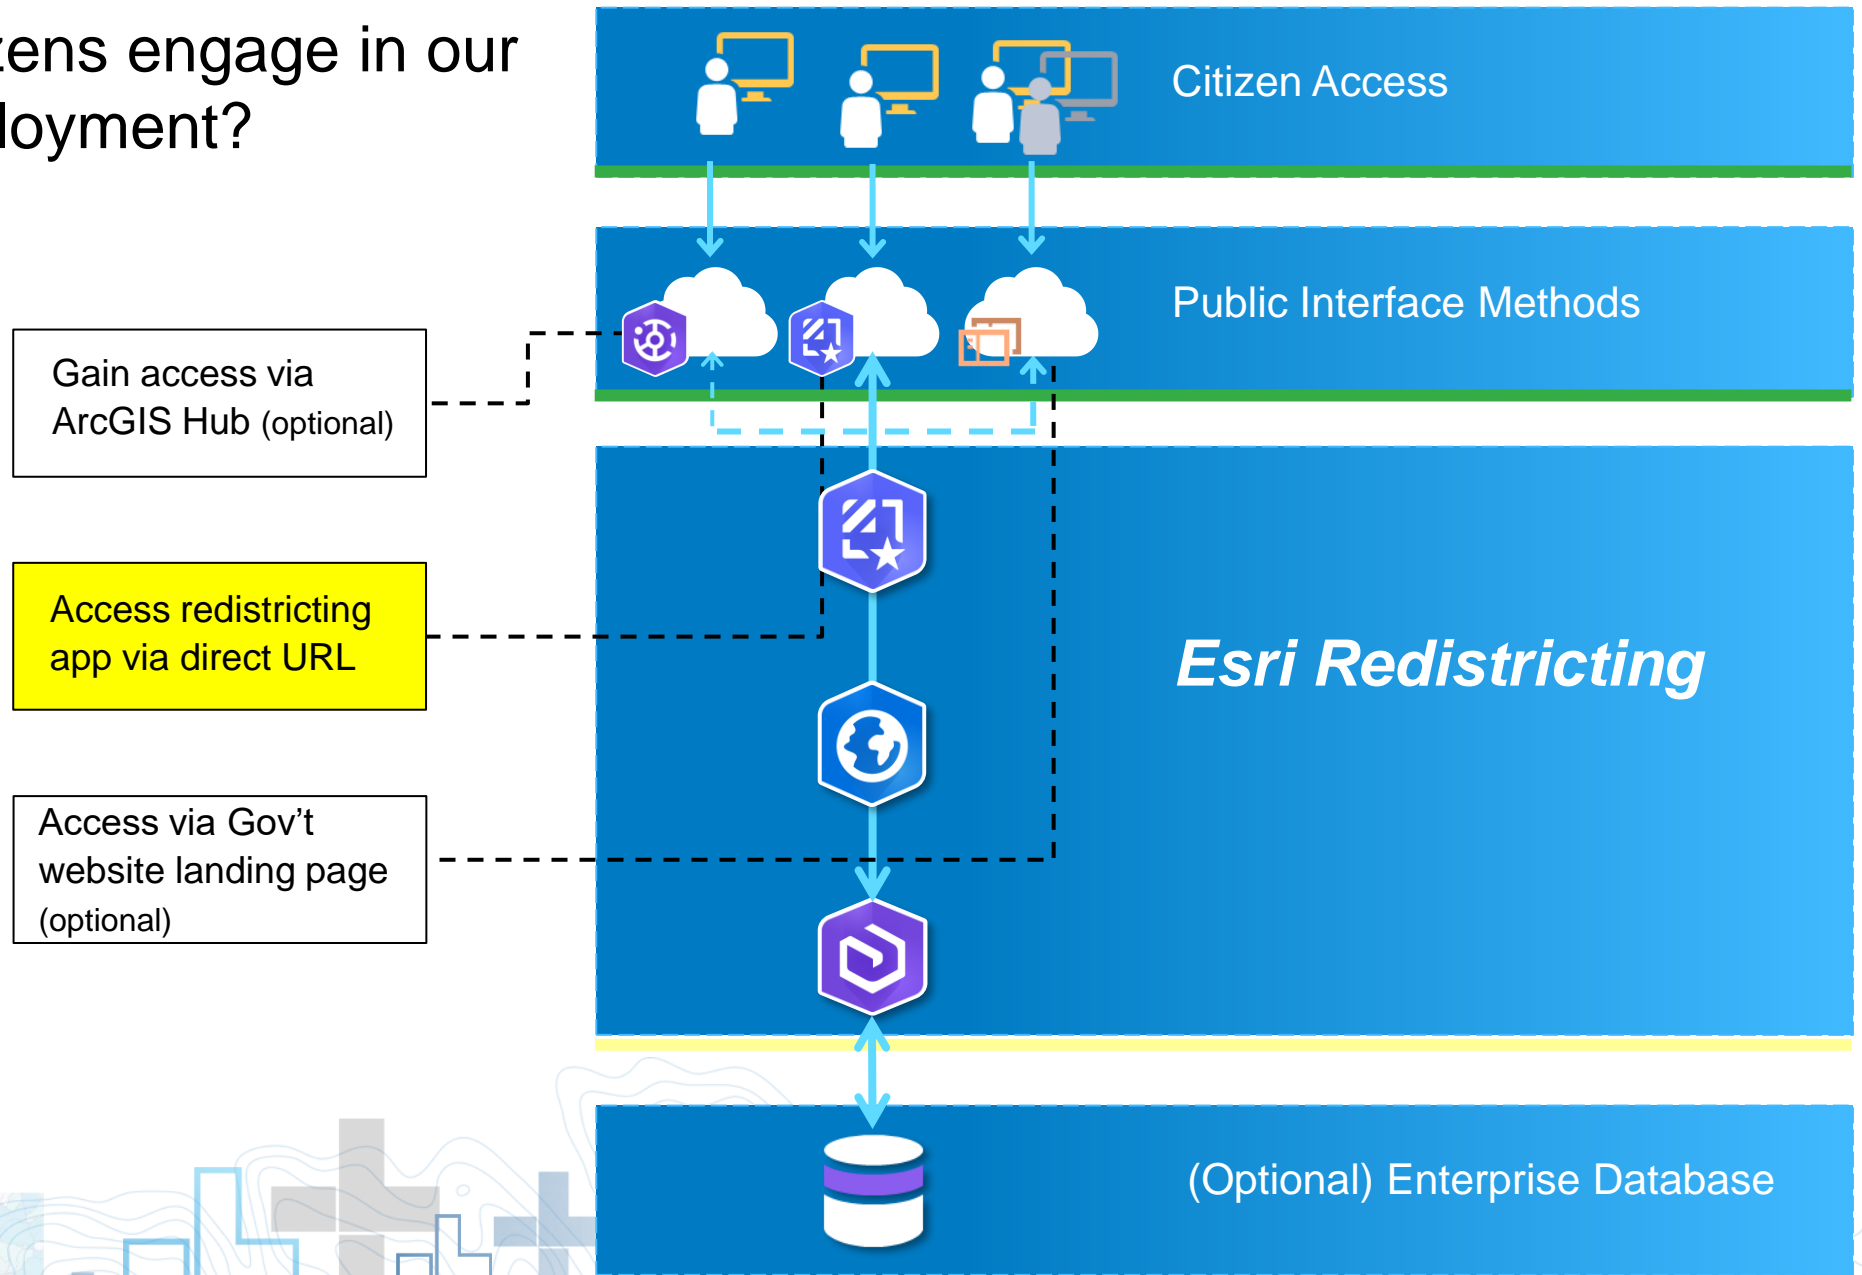 zens engage in our
loyment?
Citizen Access
Public Interface Methods
Gain access via
ArcGIS Hub (optional)
Access redistricting
app via direct URL
Esri Redistricting
Access via Gov’t
website landing page
(optional)
(Optional) Enterprise Database